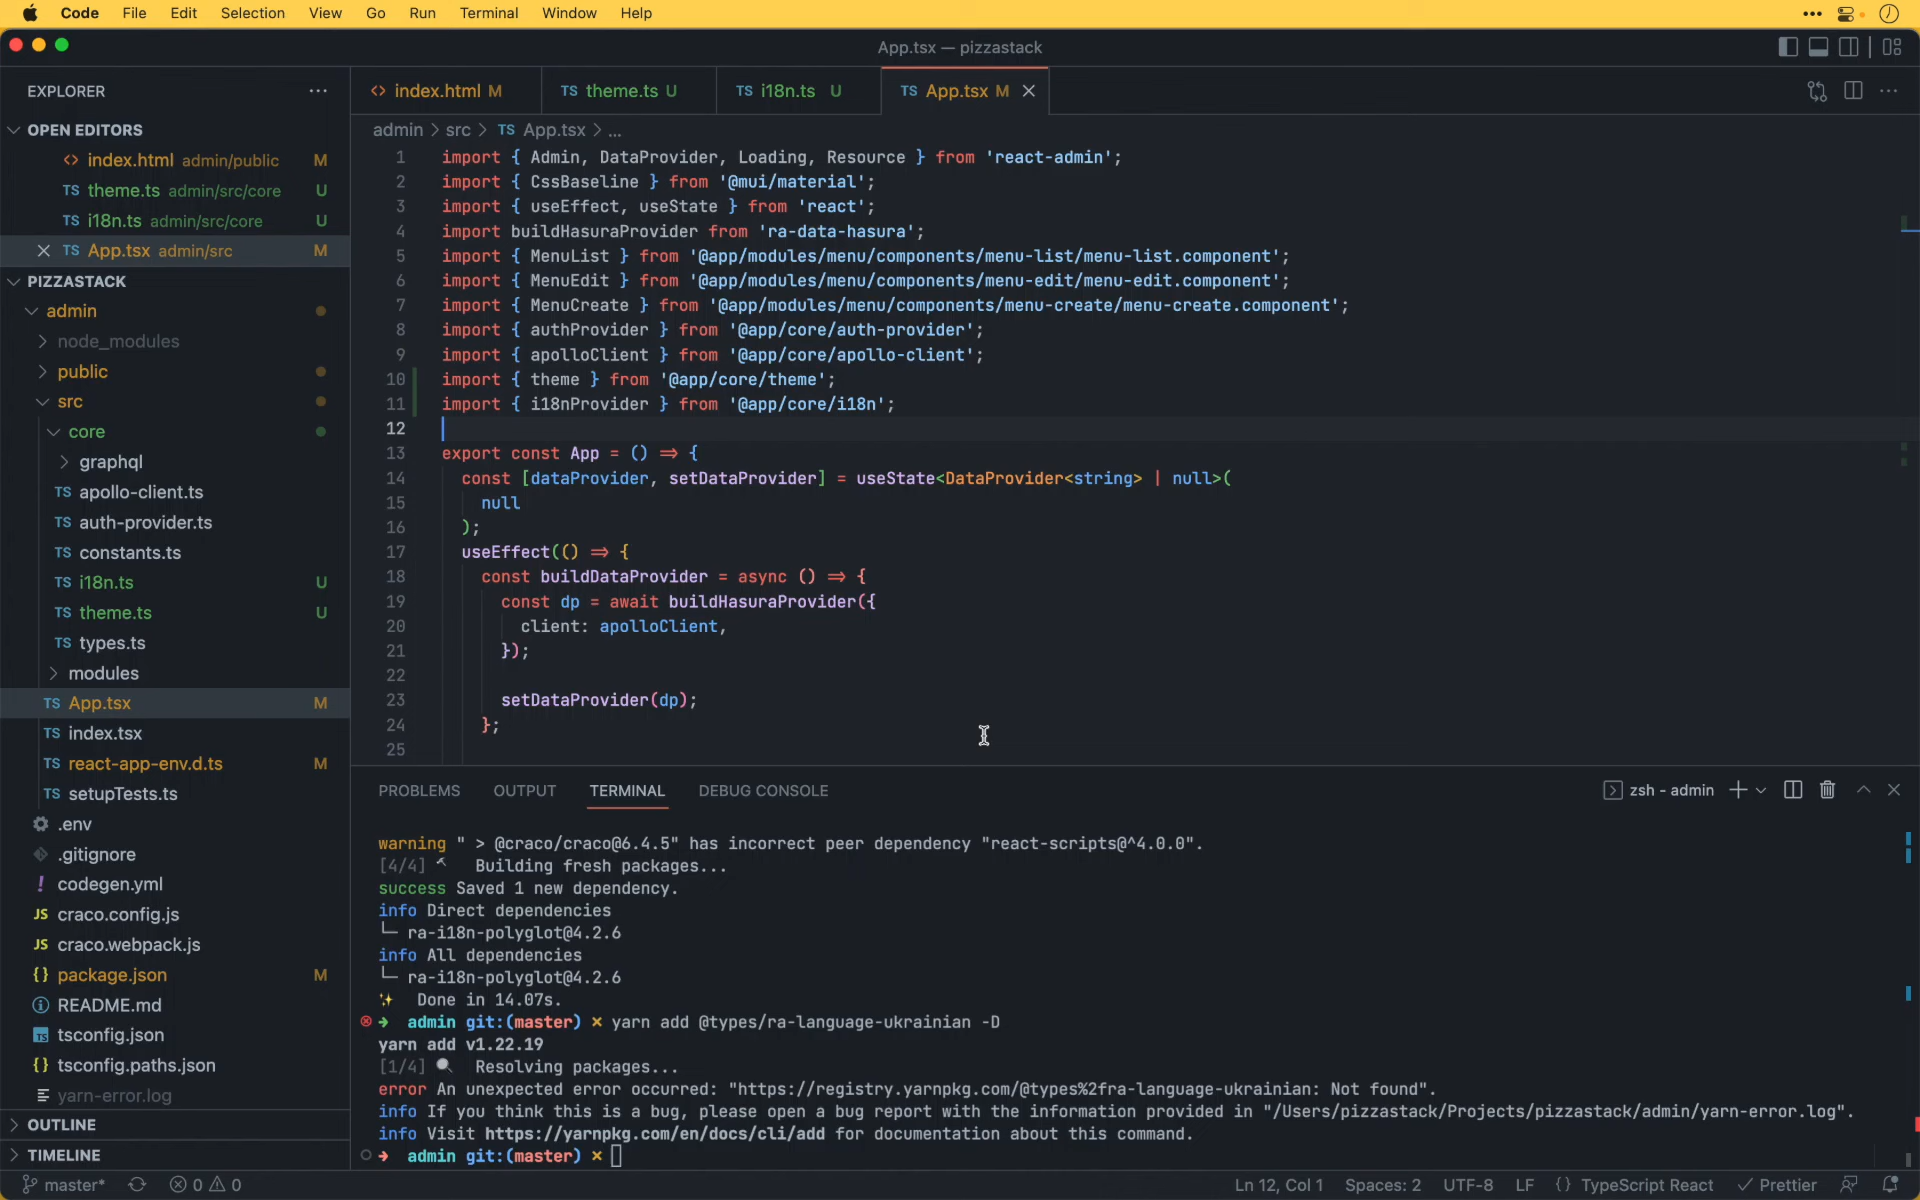 Code File Edit Selection View Go Run Terminal Window Help
App.tsx — pizzastack
EXPLORER
OPEN EDITORS
index.html admin/public M
TS theme.ts admin/src/core U
TS i18n.ts admin/src/core U
TS App.tsx admin/src M
PIZZASTACK
admin
node_modules
public
src
core
graphql
TS apollo-client.ts
TS auth-provider.ts
TS constants.ts
TS i18n.ts U
TS theme.ts U
TS types.ts
modules
TS App.tsx M
TS index.tsx
TS react-app-env.d.ts M
TS setupTests.ts
.env
.gitignore
! codegen.yml
JS craco.config.js
JS craco.webpack.js
{} package.json M
README.md
TS tsconfig.json
{} tsconfig.paths.json
yarn-error.log
OUTLINE
TIMELINE
<> index.html M TS theme.ts U TS i18n.ts U TS App.tsx M
admin > src > TS App.tsx > ...
1 import { Admin, DataProvider, Loading, Resource } from 'react-admin';
2 import { CssBaseline } from '@mui/material';
3 import { useEffect, useState } from 'react';
4 import buildHasuraProvider from 'ra-data-hasura';
5 import { MenuList } from '@app/modules/menu/components/menu-list/menu-list.component';
6 import { MenuEdit } from '@app/modules/menu/components/menu-edit/menu-edit.component';
7 import { MenuCreate } from '@app/modules/menu/components/menu-create/menu-create.component';
8 import { authProvider } from '@app/core/auth-provider';
9 import { apolloClient } from '@app/core/apollo-client';
10 import { theme } from '@app/core/theme';
11 import { i18nProvider } from '@app/core/i18n';
12
13 export const App = () => {
14 const [dataProvider, setDataProvider] = useState<DataProvider<string> | null>(
15 null
16 );
17 useEffect(() => {
18 const buildDataProvider = async () => {
19 const dp = await buildHasuraProvider({
20 client: apolloClient,
21 });
22
23 setDataProvider(dp);
24 };
25
PROBLEMS OUTPUT TERMINAL DEBUG CONSOLE zsh - admin
warning " > @craco/craco@6.4.5" has incorrect peer dependency "react-scripts@^4.0.0".
[4/4] 🔨 Building fresh packages...
success Saved 1 new dependency.
info Direct dependencies
└─ ra-i18n-polyglot@4.2.6
info All dependencies
└─ ra-i18n-polyglot@4.2.6
✨ Done in 14.07s.
➜ admin git:(master) ✗ yarn add @types/ra-language-ukrainian -D
yarn add v1.22.19
[1/4] 🔍 Resolving packages...
error An unexpected error occurred: "https://registry.yarnpkg.com/@types%2fra-language-ukrainian: Not found".
info If you think this is a bug, please open a bug report with the information provided in "/Users/pizzastack/Projects/pizzastack/admin/yarn-error.log".
info Visit https://yarnpkg.com/en/docs/cli/add for documentation about this command.
➜ admin git:(master) ✗
master* 0 0 Ln 12, Col 1 Spaces: 2 UTF-8 LF {} TypeScript React Prettier